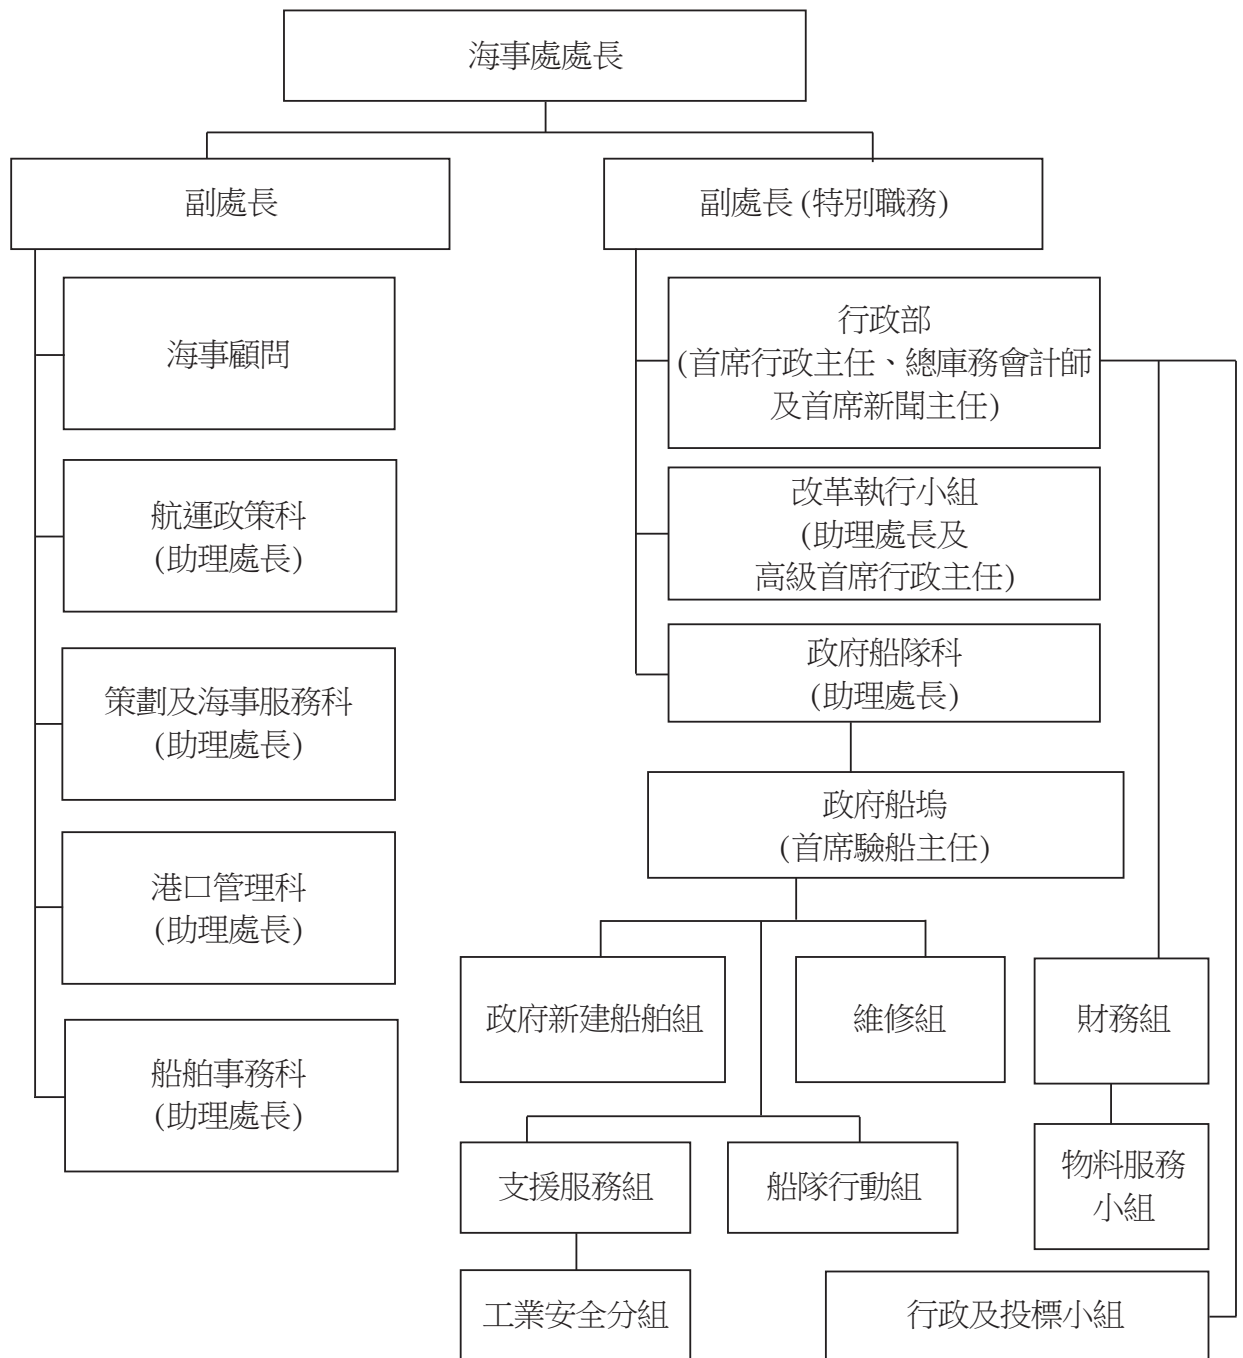 海事處處長
副處長
副處長 (特別職務)
海事顧問
航運政策科
(助理處長)
策劃及海事服務科
(助理處長)
港口管理科
(助理處長)
船舶事務科
(助理處長)
行政部
(首席行政主任、總庫務會計師
及首席新聞主任)
改革執行小組
(助理處長及
高級首席行政主任)
政府船隊科
(助理處長)
政府船塢
(首席驗船主任)
政府新建船舶組
維修組
財務組
支援服務組
船隊行動組
物料服務
小組
工業安全分組
行政及投標小組